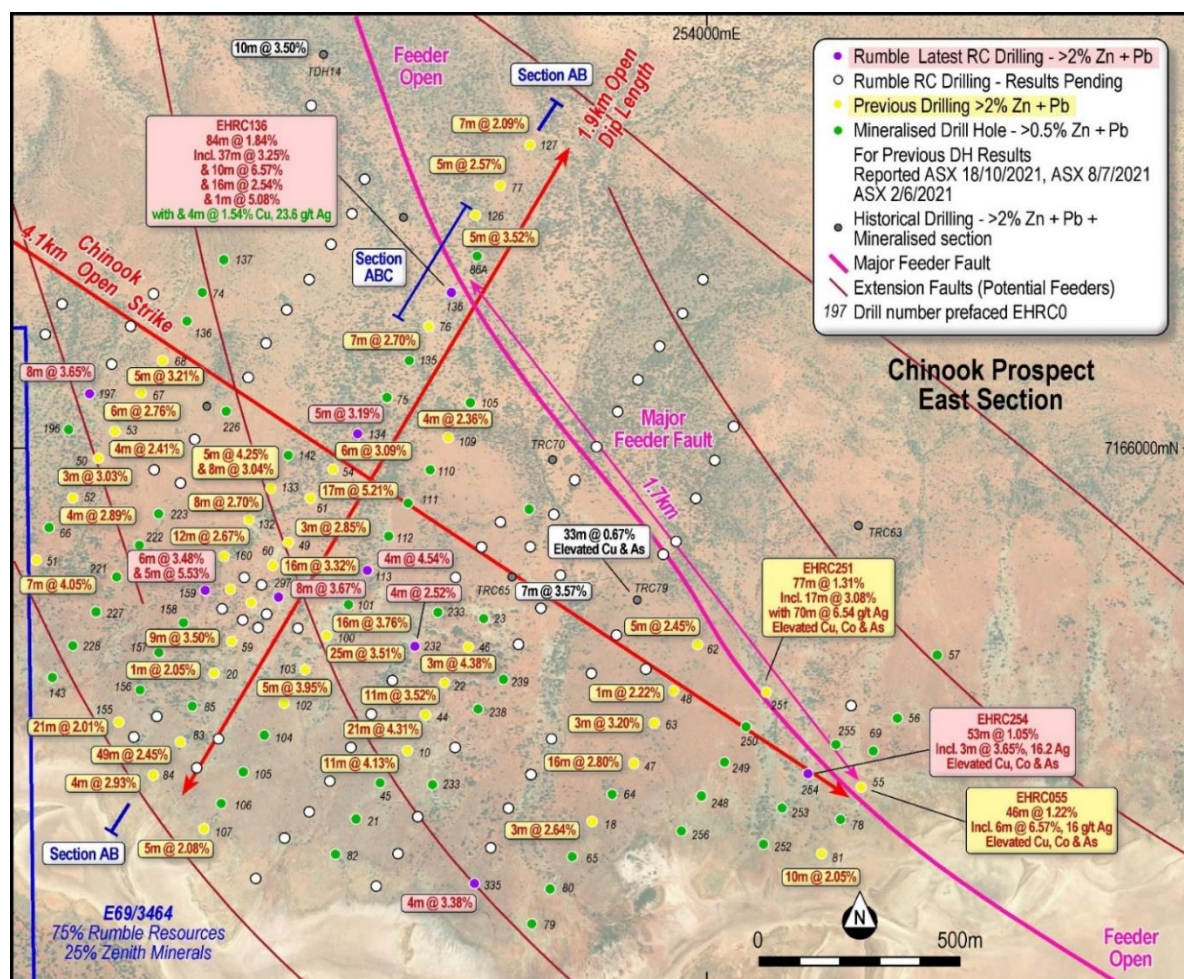 254000mE
Rumble Latest RC Drilling - >2% Zn + Pb
Rumble RC Drilling - Results Pending
Previous Drilling >2% Zn + Pb
Mineralised Drill Hole - >0.5% Zn + Pb
For Previous DH Results
Reported ASX 18/10/2021, ASX 8/7/2021
ASX 2/6/2021
Historical Drilling - >2% Zn + Pb +
Mineralised section
Major Feeder Fault
Extension Faults (Potential Feeders)
197 Drill number prefaced EHRC0
Chinook Prospect
East Section
7166000mN
10m @ 3.50%
TDH14
Feeder
Open
Section AB
1.9km Open
Dip Length
EHRC136
84m @ 1.84%
Incl. 37m @ 3.25%
& 10m @ 6.57%
& 16m @ 2.54%
& 1m @ 5.08%
with & 4m @ 1.54% Cu, 23.6 g/t Ag
7m @ 2.09%
127
5m @ 2.57%
77
126
5m @ 3.52%
86A
Section
ABC
136
76
7m @ 2.70%
135
4.1km Open Strike
Chinook
137
74
136
68
5m @ 3.21%
8m @ 3.65%
197
67
6m @ 2.76%
226
53
4m @ 2.41%
196
50
3m @ 3.03%
52
4m @ 2.89%
66
51
7m @ 4.05%
75
105
5m @ 3.19%
134
4m @ 2.36%
109
6m @ 3.09%
5m @ 4.25%
& 8m @ 3.04%
142
54
110
17m @ 5.21%
133
61
111
8m @ 2.70%
132
223
3m @ 2.85%
49
112
12m @ 2.67%
222
160
60
16m @ 3.32%
113
4m @ 4.54%
6m @ 3.48%
& 5m @ 5.53%
159
221
297
8m @ 3.67%
4m @ 2.52%
TRC65
7m @ 3.57%
TRC70
Major
Feeder Fault
1.7km
33m @ 0.67%
Elevated Cu & As
TRC79
TRC63
EHRC251
77m @ 1.31%
Incl. 17m @ 3.08%
with 70m @ 6.54 g/t Ag
Elevated Cu, Co & As
227
158
101
16m @ 3.76%
233
23
228
157
9m @ 3.50%
59
100
25m @ 3.51%
232
46
3m @ 4.38%
5m @ 2.45%
62
57
143
1m @ 2.05%
20
103
5m @ 3.95%
102
11m @ 3.52%
22
239
1m @ 2.22%
48
251
156
155
85
21m @ 2.01%
21m @ 4.31%
44
238
3m @ 3.20%
63
250
255
56
69
EHRC254
53m @ 1.05%
Incl. 3m @ 3.65%, 16.2 Ag
Elevated Cu, Co & As
49m @ 2.45%
83
104
11m @ 4.13%
10
16m @ 2.80%
47
249
254
55
4m @ 2.93%
84
105
45
233
64
248
253
78
EHRC055
46m @ 1.22%
Incl. 6m @ 6.57%, 16 g/t Ag
Elevated Cu, Co & As
106
107
5m @ 2.08%
21
3m @ 2.64%
18
256
252
81
10m @ 2.05%
Section AB
82
65
335
4m @ 3.38%
80
79
E69/3464
75% Rumble Resources
25% Zenith Minerals
N
0
500m
Feeder
Open